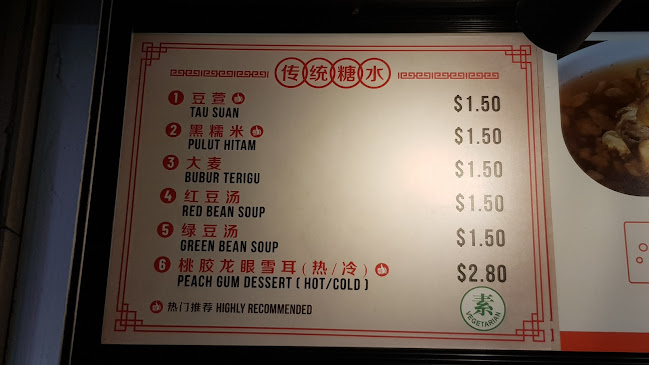 传统糖水
1 豆萱 $1.50
TAU SUAN
2 黑糯米 $1.50
PULUT HITAM
3 大麦 $1.50
BUBUR TERIGU
4 红豆汤 $1.50
RED BEAN SOUP
5 绿豆汤 $1.50
GREEN BEAN SOUP
6 桃胶龙眼雪耳(热/冷) $2.80
PEACH GUM DESSERT ( HOT/COLD )
热门推荐 HIGHLY RECOMMENDED
素
VEGETARIAN